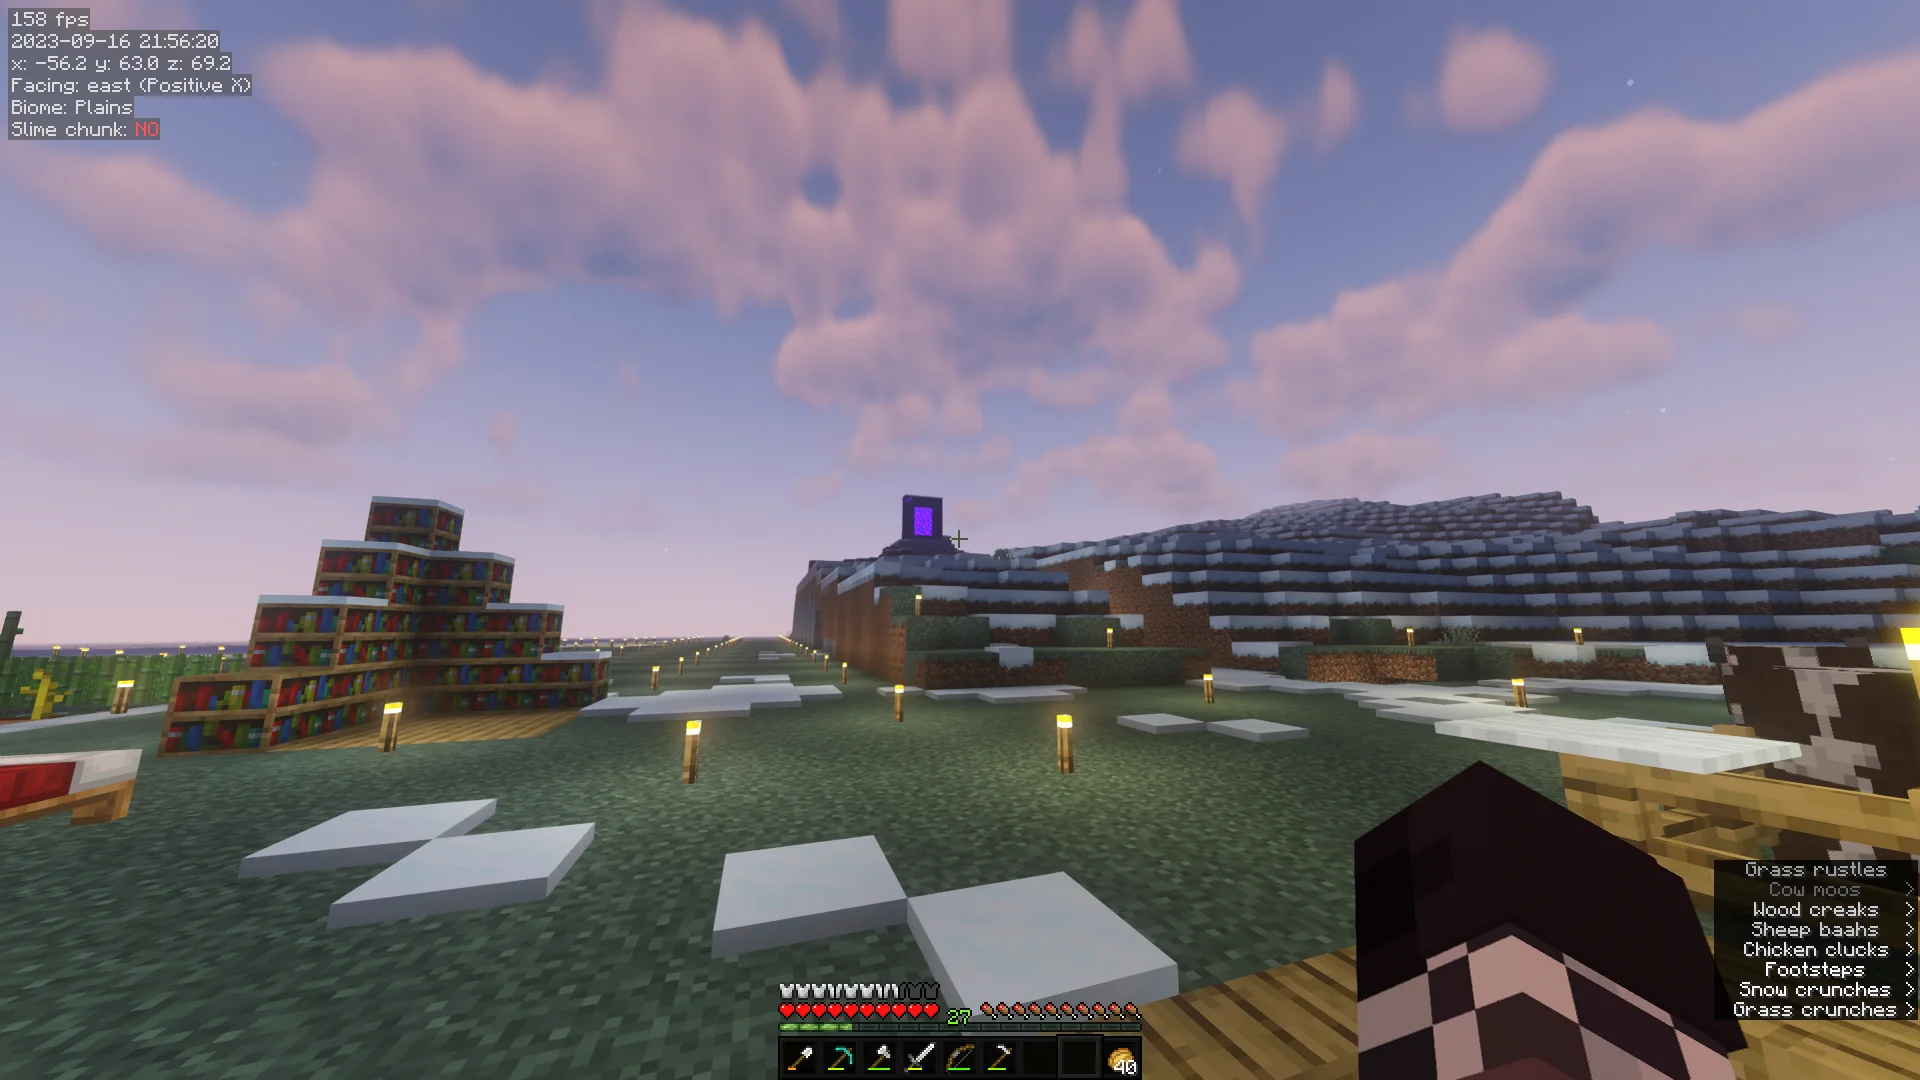 158 fps
2023-09-16 21:56:20
x: -56.2 y: 63.0 z: 69.2
Facing: east (Positive X)
Biome: Plains
Slime chunk: NO
Grass rustles
Cow moos >
Wood creaks >
Sheep baahs >
Chicken clucks >
Footsteps >
Snow crunches >
Grass crunches >
27
40